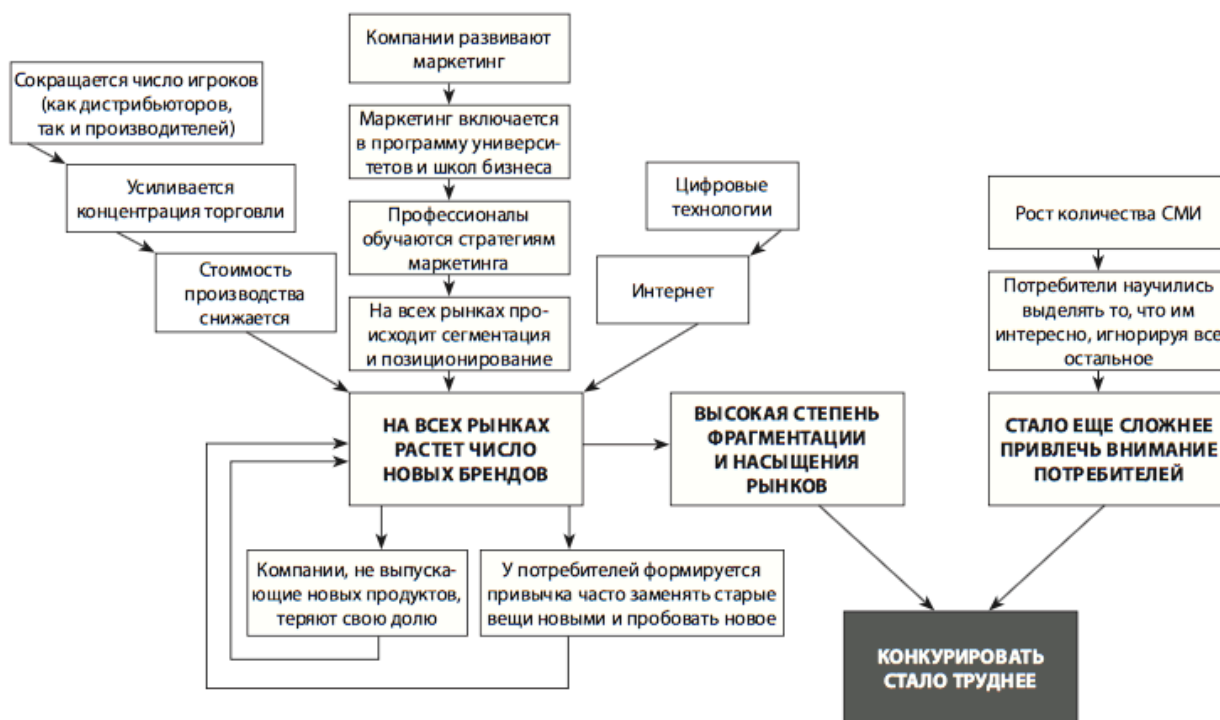 Компании развивают
маркетинг
Сокращается число игроков
(как дистрибьюторов,
так и производителей)
Маркетинг включается
в программу универси-
тетов и школ бизнеса
Усиливается
концентрация торговли
Цифровые
технологии
Рост количества СМИ
Профессионалы
обучаются стратегиям
маркетинга
Стоимость
производства
снижается
Интернет
Потребители научились
выделять то, что им
интересно, игнорируя все
остальное
На всех рынках про-
исходит сегментация
и позиционирование
НА ВСЕХ РЫНКАХ
РАСТЕТ ЧИСЛО
НОВЫХ БРЕНДОВ
ВЫСОКАЯ СТЕПЕНЬ
ФРАГМЕНТАЦИИ
И НАСЫЩЕНИЯ
РЫНКОВ
СТАЛО ЕЩЕ СЛОЖНЕЕ
ПРИВЛЕЧЬ ВНИМАНИЕ
ПОТРЕБИТЕЛЕЙ
Компании, не выпуска-
ющие новых продуктов,
теряют свою долю
У потребителей формируется
привычка часто заменять старые
вещи новыми и пробовать новое
КОНКУРИРОВАТЬ
СТАЛО ТРУДНЕЕ